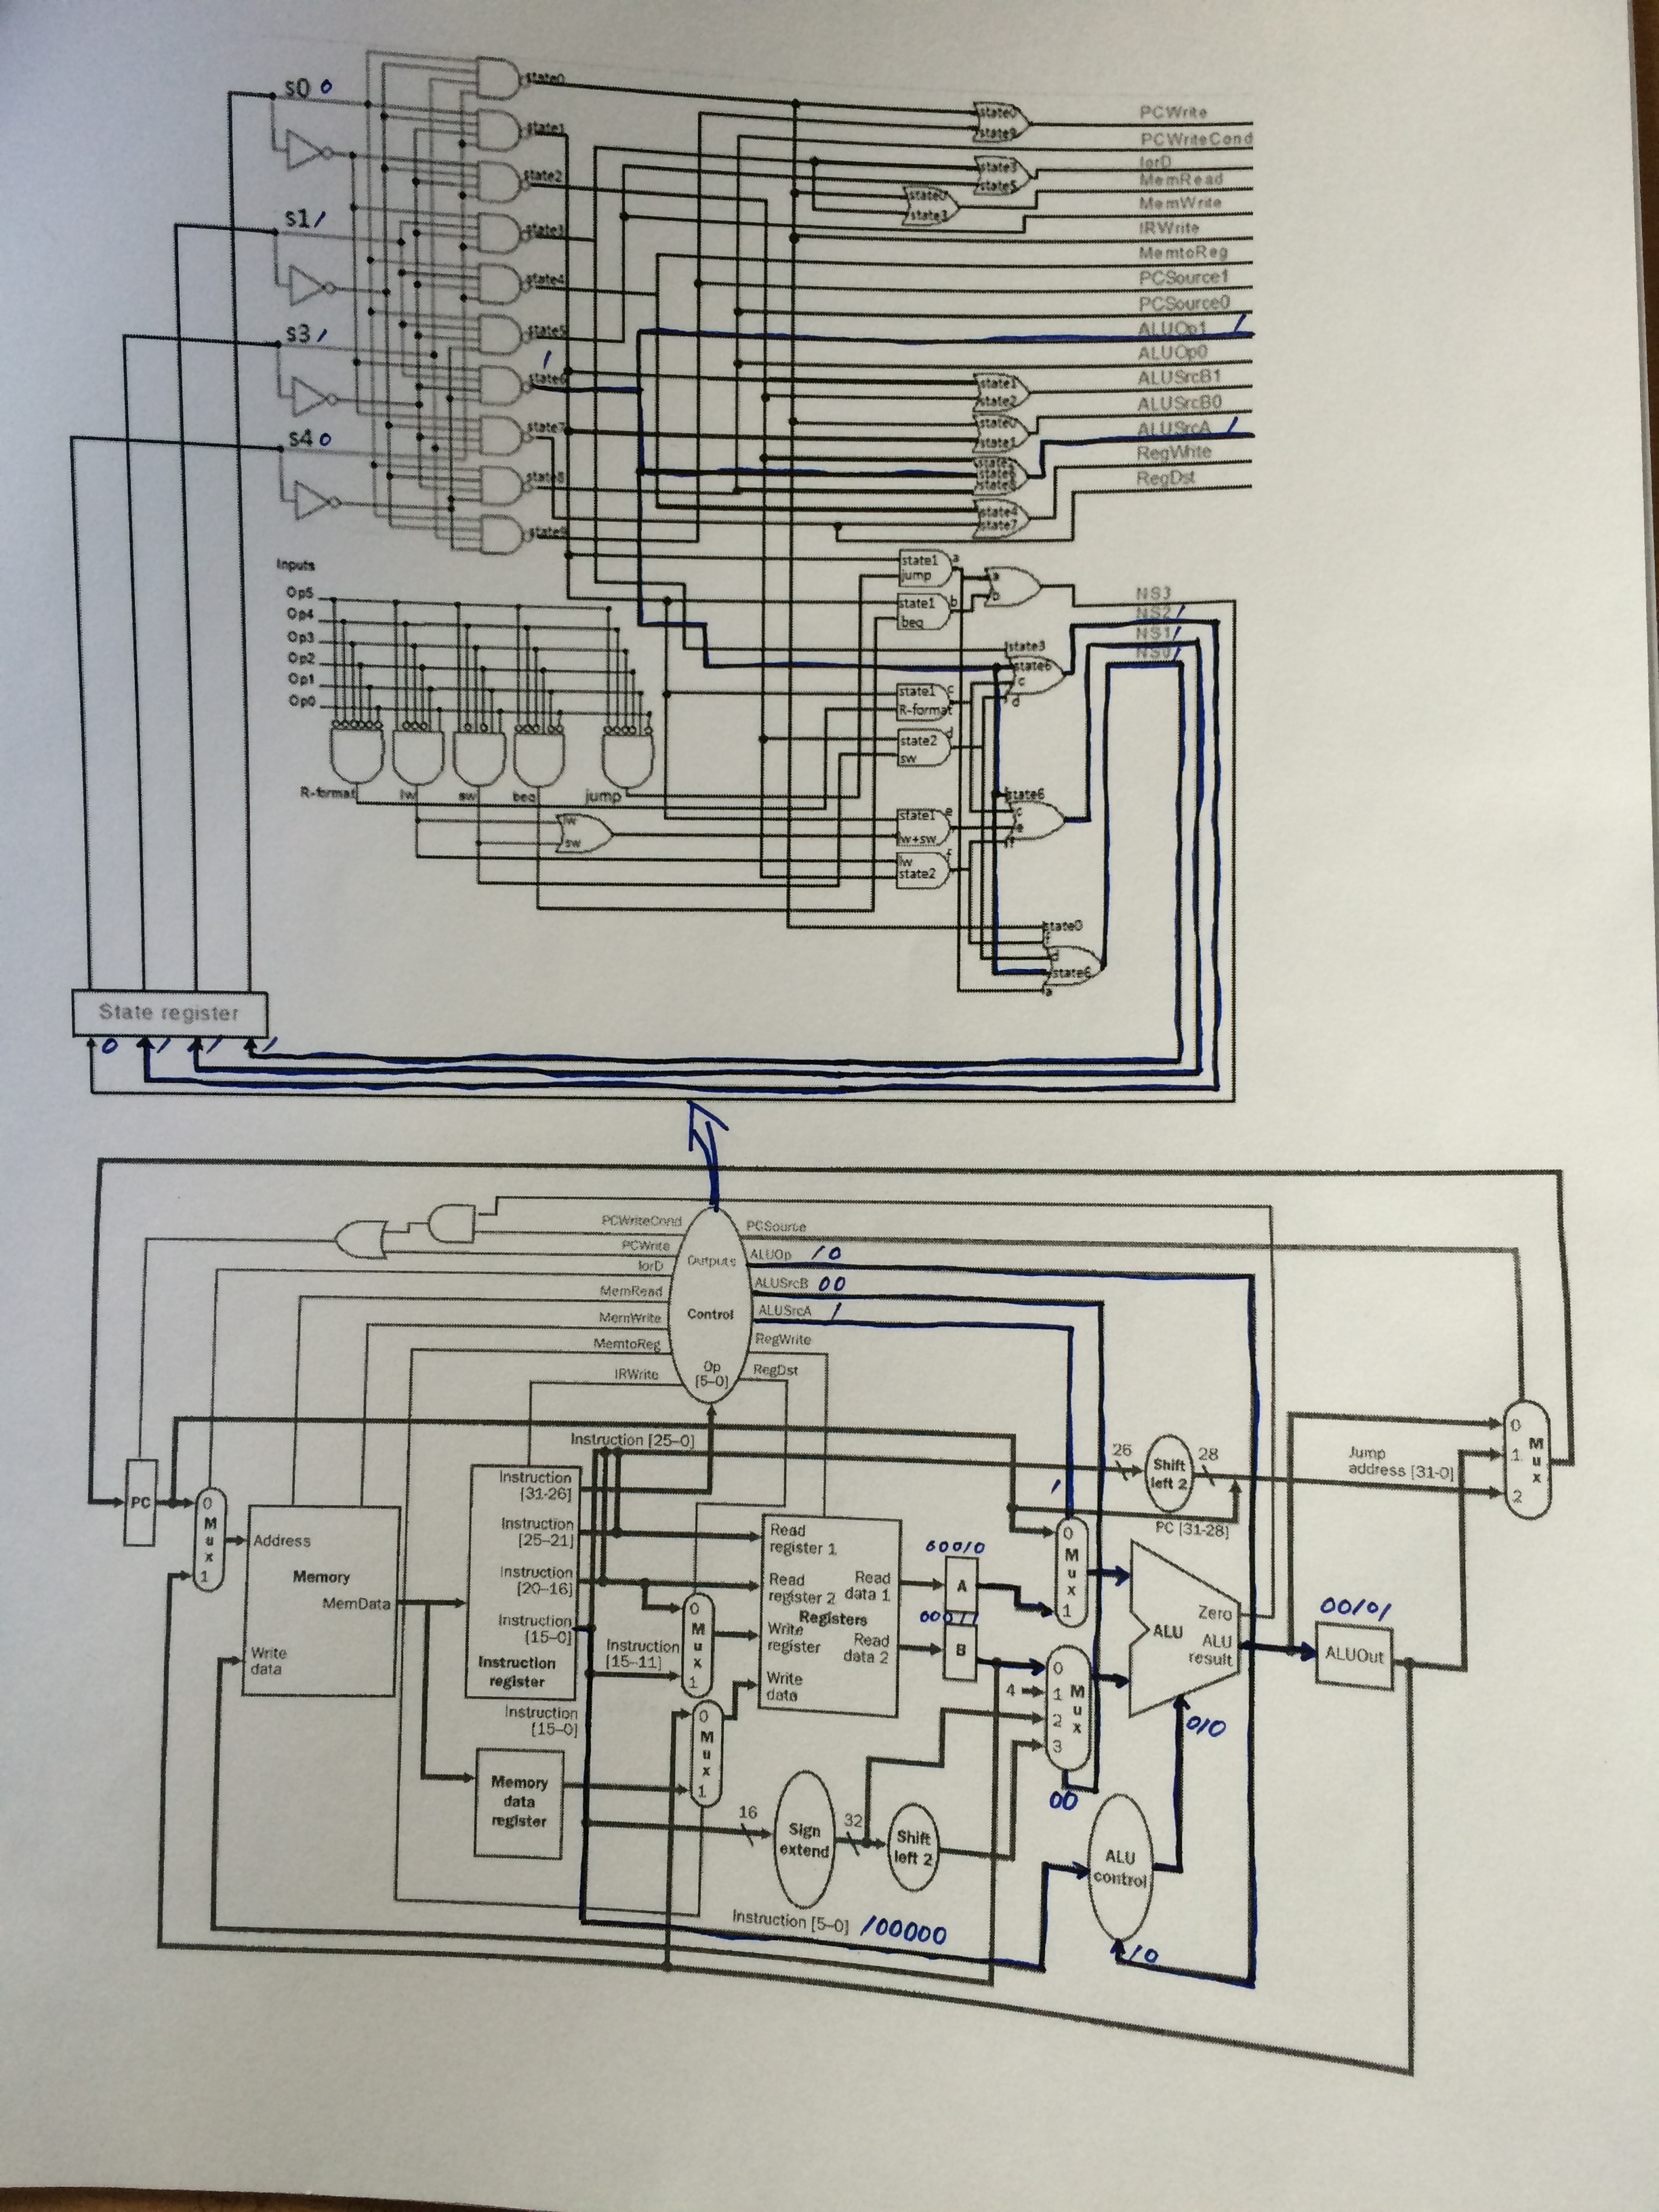 s0 0
s1 1
s3 1
s4 0
state0
state1
state2
state3
state4
state5
state6 1
state7
state8
state9
state0
state9
state3
state5
state0
state3
state1
state2
state0
state1
state4
state7
PCWrite
PCWriteCond
IorD
MemRead
MemWrite
IRWrite
MemtoReg
PCSource1
PCSource0
ALUOp1 1
ALUOp0
ALUSrcB1
ALUSrcB0
ALUSrcA 1
RegWrite
RegDst
Inputs
Op5
Op4
Op3
Op2
Op1
Op0
R-format
lw
sw
beq
jump
lw
sw
state1 a
jump
state1 b
beq
a
b
state1 c
R-format
state2 d
sw
state1 e
lw+sw
lw f
state2
state3
state6
c
d
state6
c
e
f
state0
f
d
state6
a
NS3
NS2 1
NS1 1
NS0 1
State register
0 1 1 1
PCWriteCond
PCWrite
IorD
MemRead
MemWrite
MemtoReg
IRWrite
Outputs
Control
Op
[5–0]
PCSource
ALUOp 10
ALUSrcB 00
ALUSrcA 1
RegWrite
RegDst
PC
0
M
u
x
1
Address
Memory
MemData
Write
data
Instruction [25–0]
Instruction
[31-26]
Instruction
[25–21]
Instruction
[20–16]
Instruction
[15–0]
Instruction
register
Instruction
[15–0]
Memory
data
register
Instruction
[15–11]
0
M
u
x
1
0
M
u
x
1
Read
register 1
Read
register 2
Registers
Write
register
Write
data
Read
data 1
Read
data 2
00010
A
00011
B
16
Sign
extend
32
Shift
left 2
Instruction [5–0] 100000
1
0
M
u
x
1
4
0
1
2
3
M
u
x
00
26
Shift
left 2
28
PC [31-28]
Jump
address [31-0]
Zero
ALU
ALU
result
010
ALU
control
10
00101
ALUOut
0
1
2
M
u
x